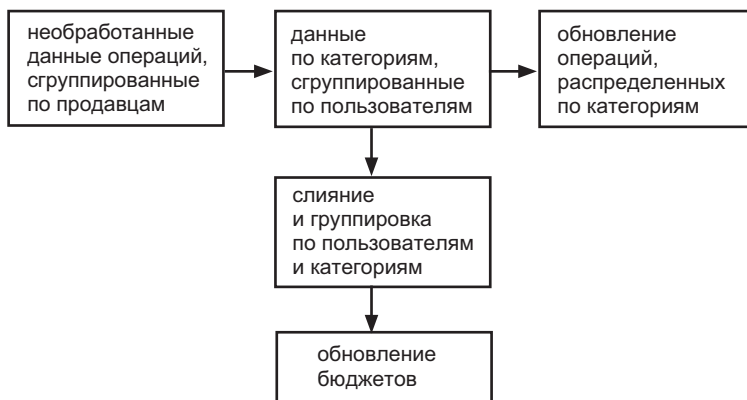 необработанные
данные операций,
сгруппированные
по продавцам
данные
по категориям,
сгруппированные
по пользователям
обновление
операций,
распределенных
по категориям
слияние
и группировка
по пользователям
и категориям
обновление
бюджетов